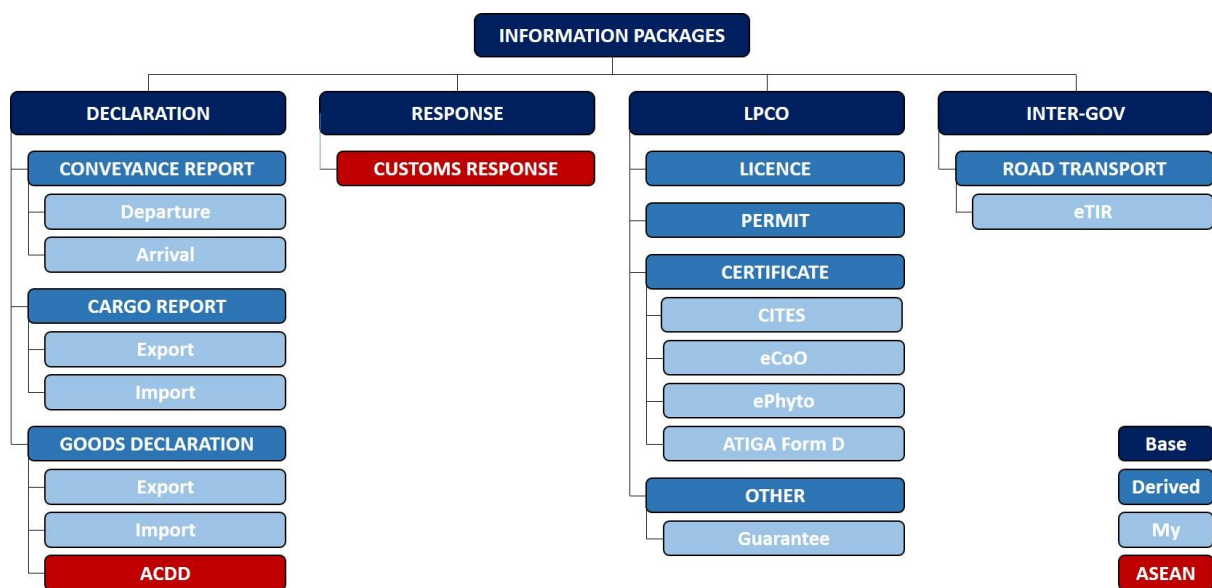 INFORMATION PACKAGES
DECLARATION
CONVEYANCE REPORT
Departure
Arrival
CARGO REPORT
Export
Import
GOODS DECLARATION
Export
Import
ACDD
RESPONSE
CUSTOMS RESPONSE
LPCO
LICENCE
PERMIT
CERTIFICATE
CITES
eCoO
ePhyto
ATIGA Form D
OTHER
Guarantee
INTER-GOV
ROAD TRANSPORT
eTIR
Base
Derived
My
ASEAN